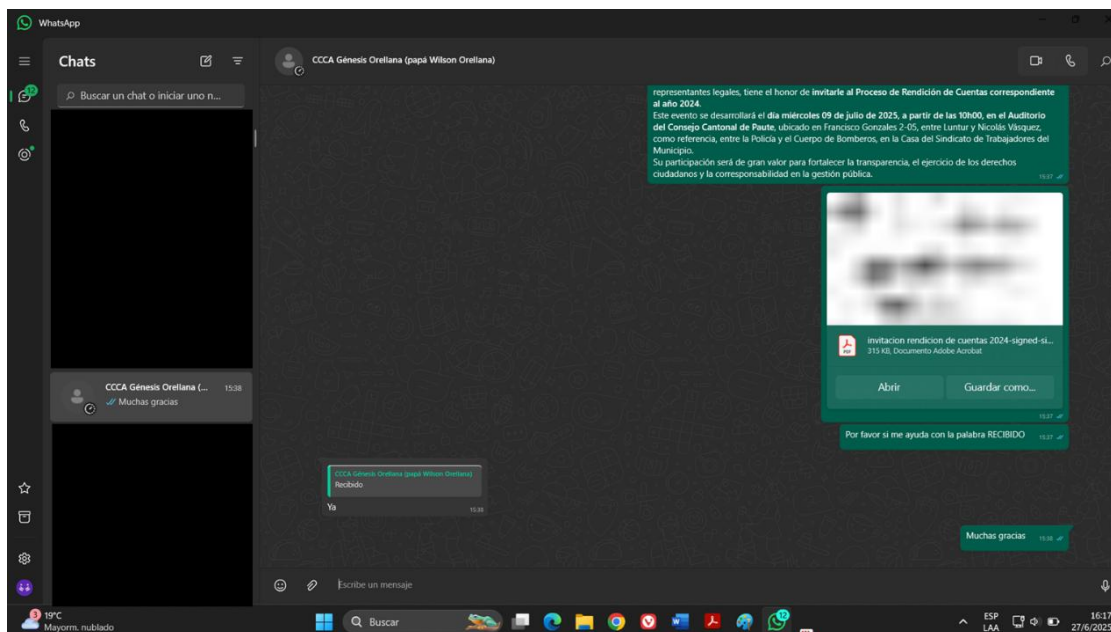 WhatsApp
Chats
Buscar un chat o iniciar uno n...
12
CCCA Génesis Orellana (... 15:38
Muchas gracias
CCCA Génesis Orellana (papá Wilson Orellana)
representantes legales, tiene el honor de invitarle al Proceso de Rendición de Cuentas correspondiente
al año 2024.
Este evento se desarrollará el día miércoles 09 de julio de 2025, a partir de las 10h00, en el Auditorio
del Consejo Cantonal de Paute, ubicado en Francisco Gonzales 2-05, entre Luntur y Nicolás Vásquez,
como referencia, entre la Policía y el Cuerpo de Bomberos, en la Casa del Sindicato de Trabajadores del
Municipio.
Su participación será de gran valor para fortalecer la transparencia, el ejercicio de los derechos
ciudadanos y la corresponsabilidad en la gestión pública.
15:37
invitacion rendicion de cuentas 2024-signed-si...
PDF
315 KB, Documento Adobe Acrobat
Abrir Guardar como...
15:37
Por favor si me ayuda con la palabra RECIBIDO 15:37
CCCA Génesis Orellana (papá Wilson Orellana)
Recibido
Ya 15:38
Muchas gracias 15:38
Escribe un mensaje
3
19°C
Mayorm. nublado
Buscar
12
ESP
LAA
16:17
27/6/2025